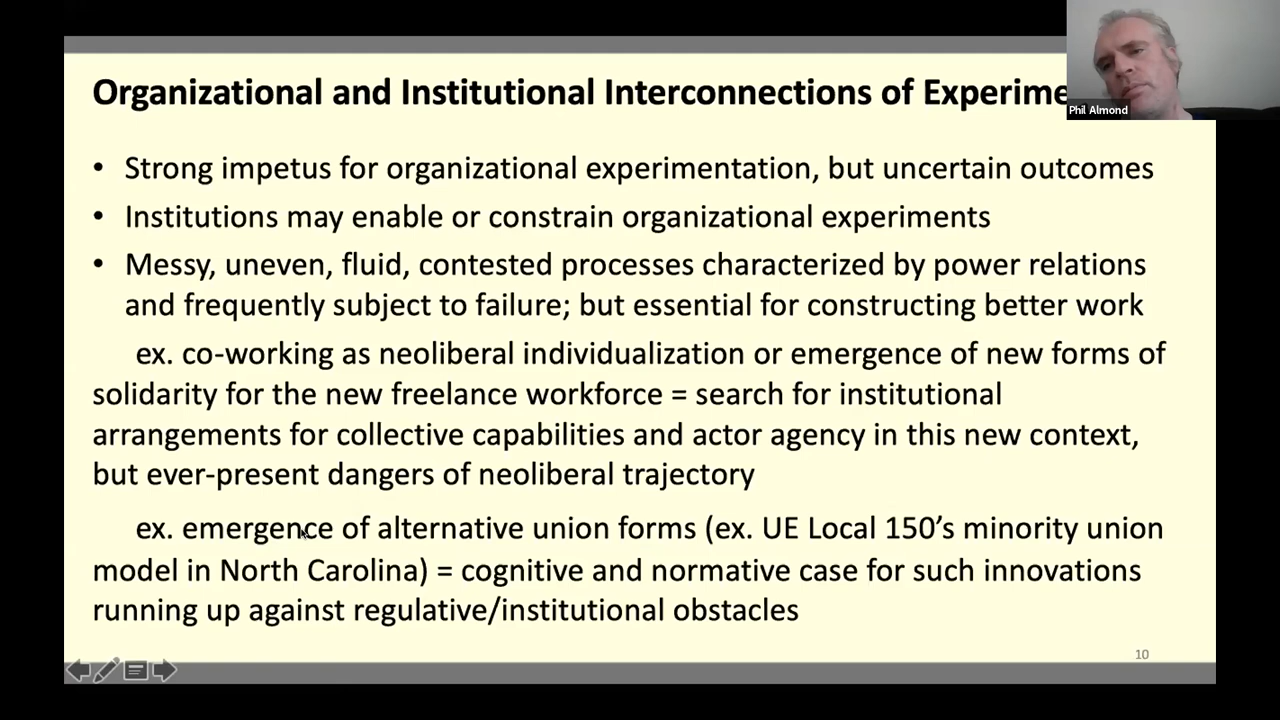 Organizational and Institutional Interconnections of Experime
Phil Almond
• Strong impetus for organizational experimentation, but uncertain outcomes
• Institutions may enable or constrain organizational experiments
• Messy, uneven, fluid, contested processes characterized by power relations
and frequently subject to failure; but essential for constructing better work
ex. co-working as neoliberal individualization or emergence of new forms of
solidarity for the new freelance workforce = search for institutional
arrangements for collective capabilities and actor agency in this new context,
but ever-present dangers of neoliberal trajectory
ex. emergence of alternative union forms (ex. UE Local 150’s minority union
model in North Carolina) = cognitive and normative case for such innovations
running up against regulative/institutional obstacles
10